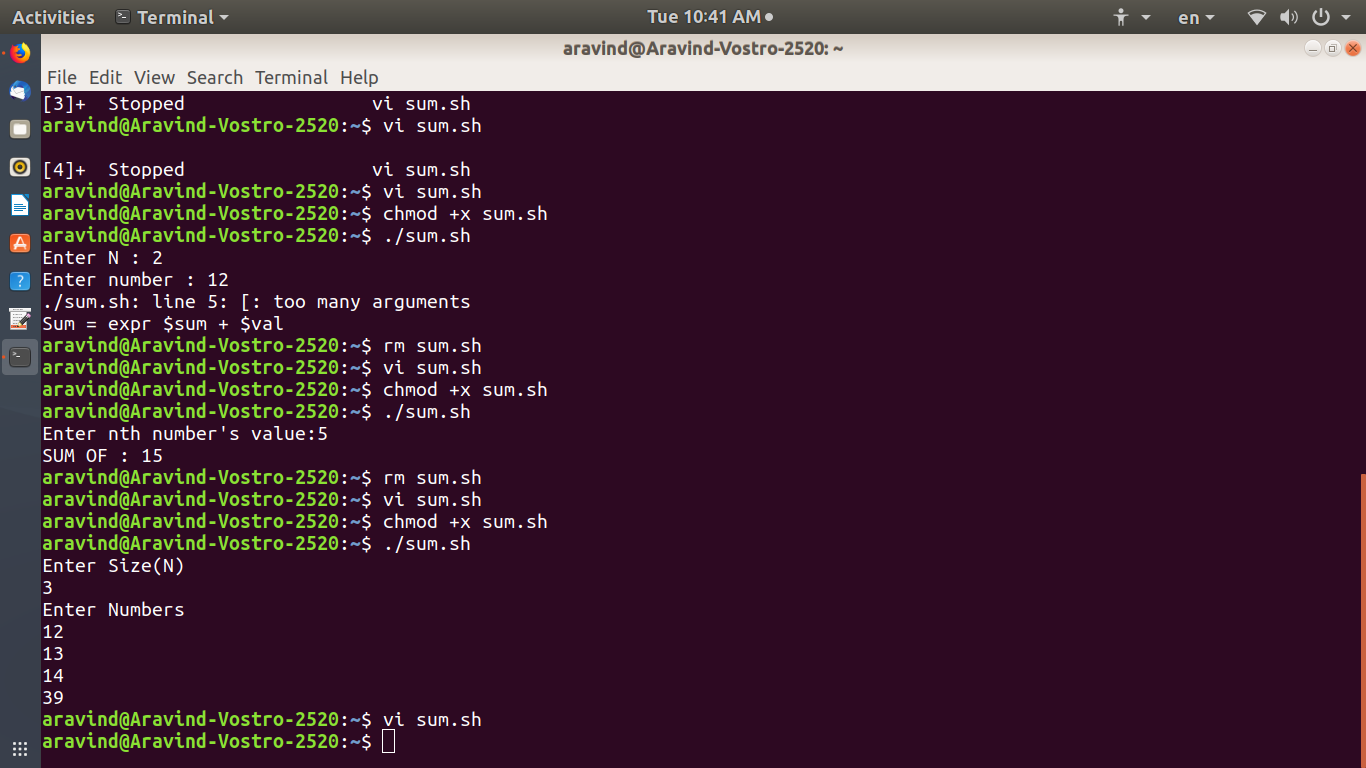 Activities Terminal Tue 10:41 AM en
aravind@Aravind-Vostro-2520: ~
File Edit View Search Terminal Help
[3]+  Stopped                 vi sum.sh
aravind@Aravind-Vostro-2520:~$ vi sum.sh
[4]+  Stopped                 vi sum.sh
aravind@Aravind-Vostro-2520:~$ vi sum.sh
aravind@Aravind-Vostro-2520:~$ chmod +x sum.sh
aravind@Aravind-Vostro-2520:~$ ./sum.sh
Enter N : 2
Enter number : 12
./sum.sh: line 5: [: too many arguments
Sum = expr $sum + $val
aravind@Aravind-Vostro-2520:~$ rm sum.sh
aravind@Aravind-Vostro-2520:~$ vi sum.sh
aravind@Aravind-Vostro-2520:~$ chmod +x sum.sh
aravind@Aravind-Vostro-2520:~$ ./sum.sh
Enter nth number's value:5
SUM OF : 15
aravind@Aravind-Vostro-2520:~$ rm sum.sh
aravind@Aravind-Vostro-2520:~$ vi sum.sh
aravind@Aravind-Vostro-2520:~$ chmod +x sum.sh
aravind@Aravind-Vostro-2520:~$ ./sum.sh
Enter Size(N)
3
Enter Numbers
12
13
14
39
aravind@Aravind-Vostro-2520:~$ vi sum.sh
aravind@Aravind-Vostro-2520:~$